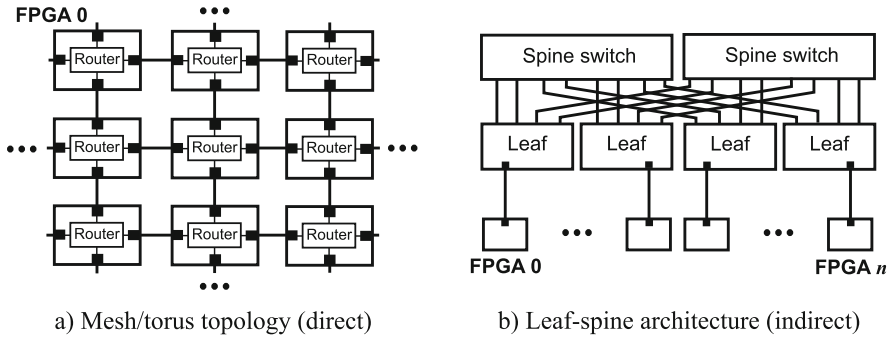 FPGA 0
Router Router Router
Router Router Router
Router Router Router
a) Mesh/torus topology (direct)
Spine switch Spine switch
Leaf Leaf Leaf Leaf
FPGA 0 FPGA n
b) Leaf-spine architecture (indirect)